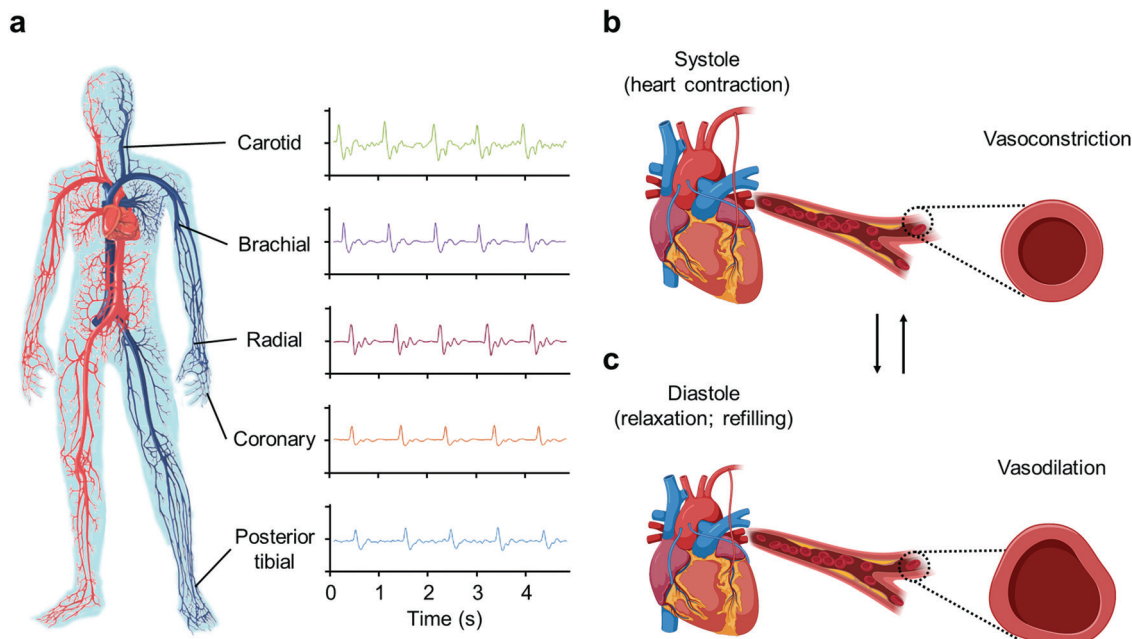 a
Carotid
Brachial
Radial
Coronary
Posterior
tibial
0 1 2 3 4
Time (s)
b
Systole
(heart contraction)
Vasoconstriction
c
Diastole
(relaxation; refilling)
Vasodilation